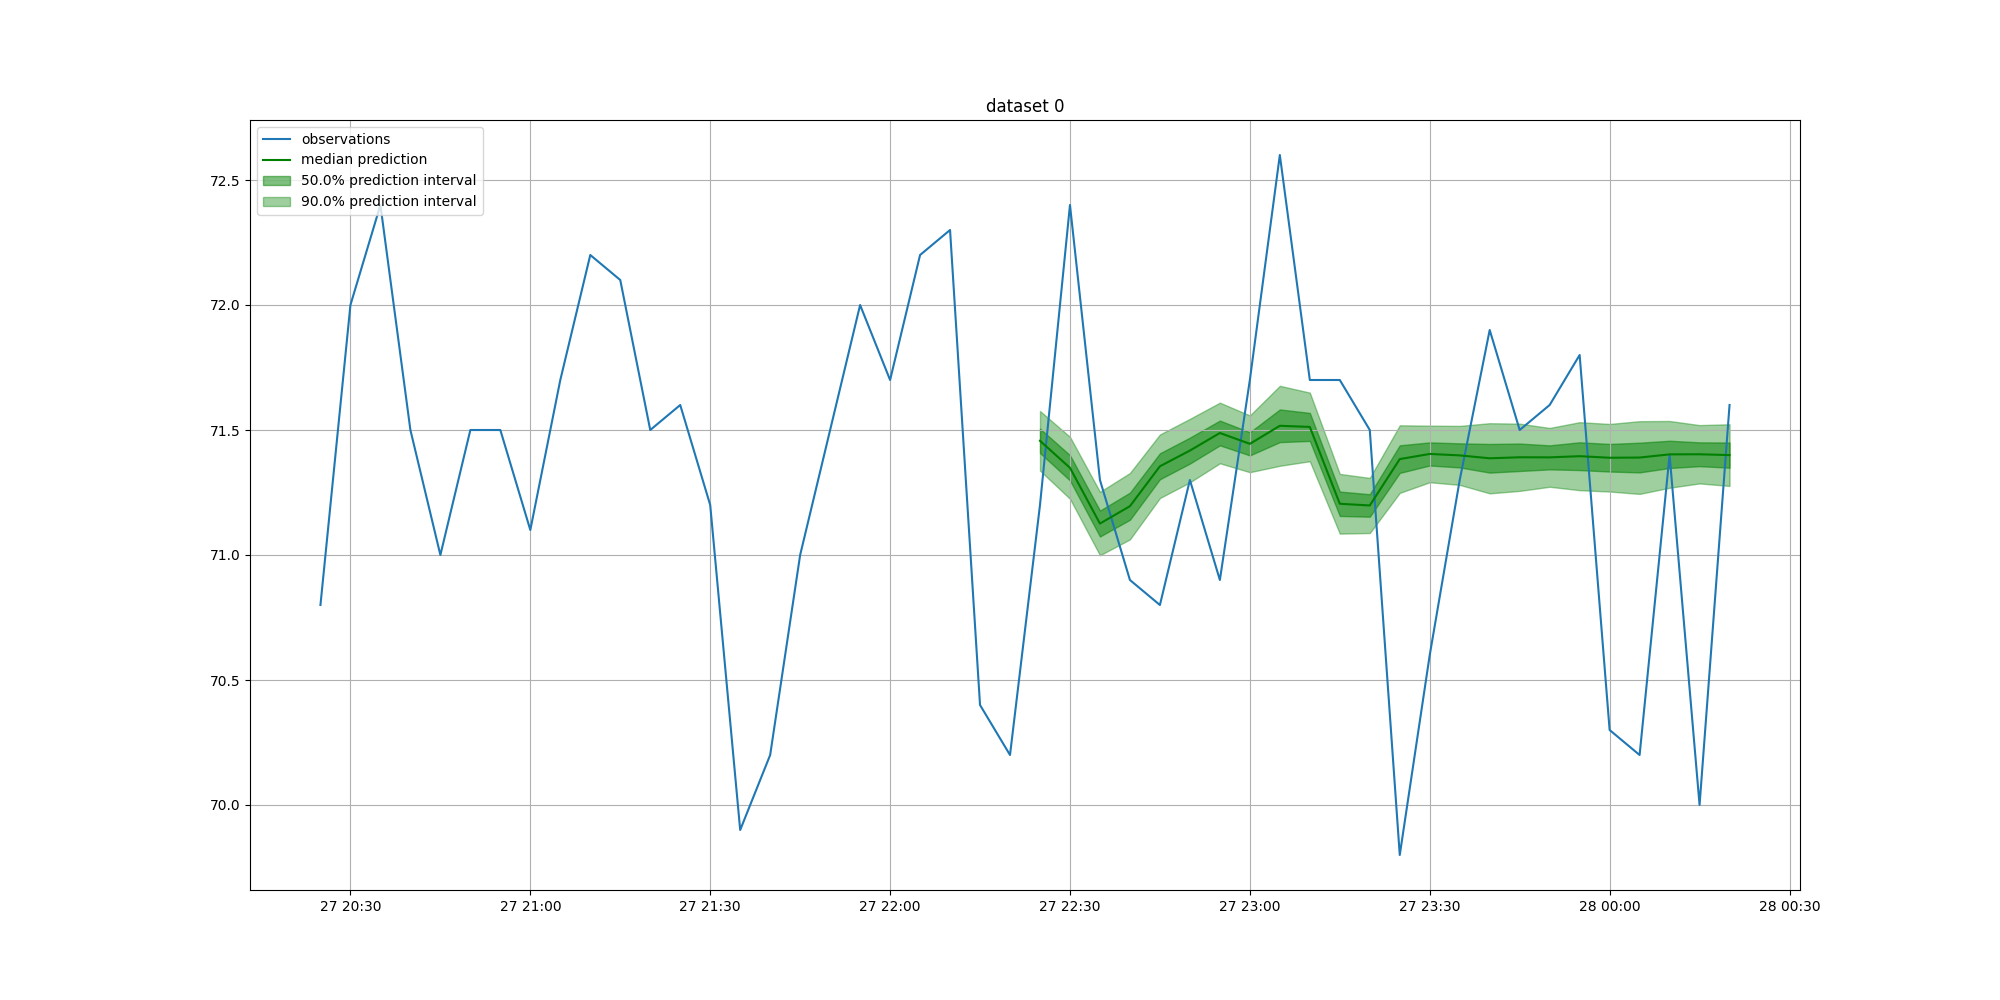 dataset 0
observations
median prediction
50.0% prediction interval
90.0% prediction interval
72.5
72.0
71.5
71.0
70.5
70.0
27 20:30 27 21:00 27 21:30 27 22:00 27 22:30 27 23:00 27 23:30 28 00:00 28 00:30